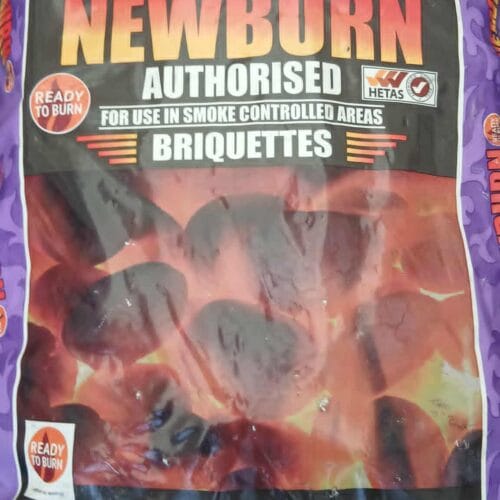 NEWBURN
AUTHORISED
HETAS
READY
TO BURN
FOR USE IN SMOKE CONTROLLED AREAS
BRIQUETTES
READY
TO BURN